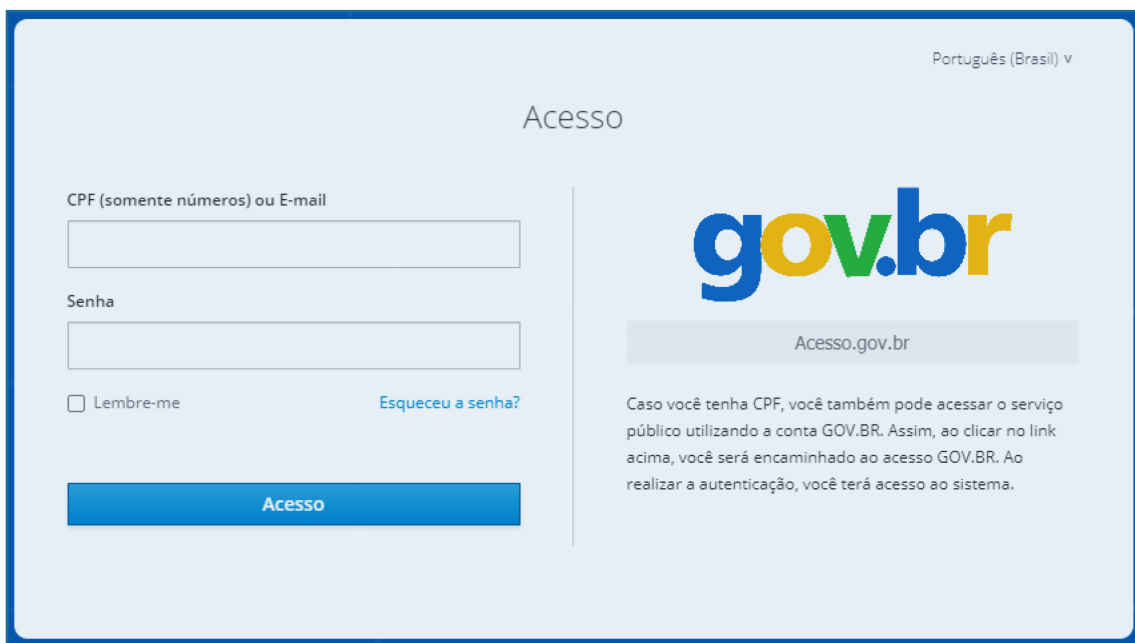 Português (Brasil) v
Acesso
CPF (somente números) ou E-mail
Senha
Lembre-me
Esqueceu a senha?
Acesso
gov.br
Acesso.gov.br
Caso você tenha CPF, você também pode acessar o serviço
público utilizando a conta GOV.BR. Assim, ao clicar no link
acima, você será encaminhado ao acesso GOV.BR. Ao
realizar a autenticação, você terá acesso ao sistema.